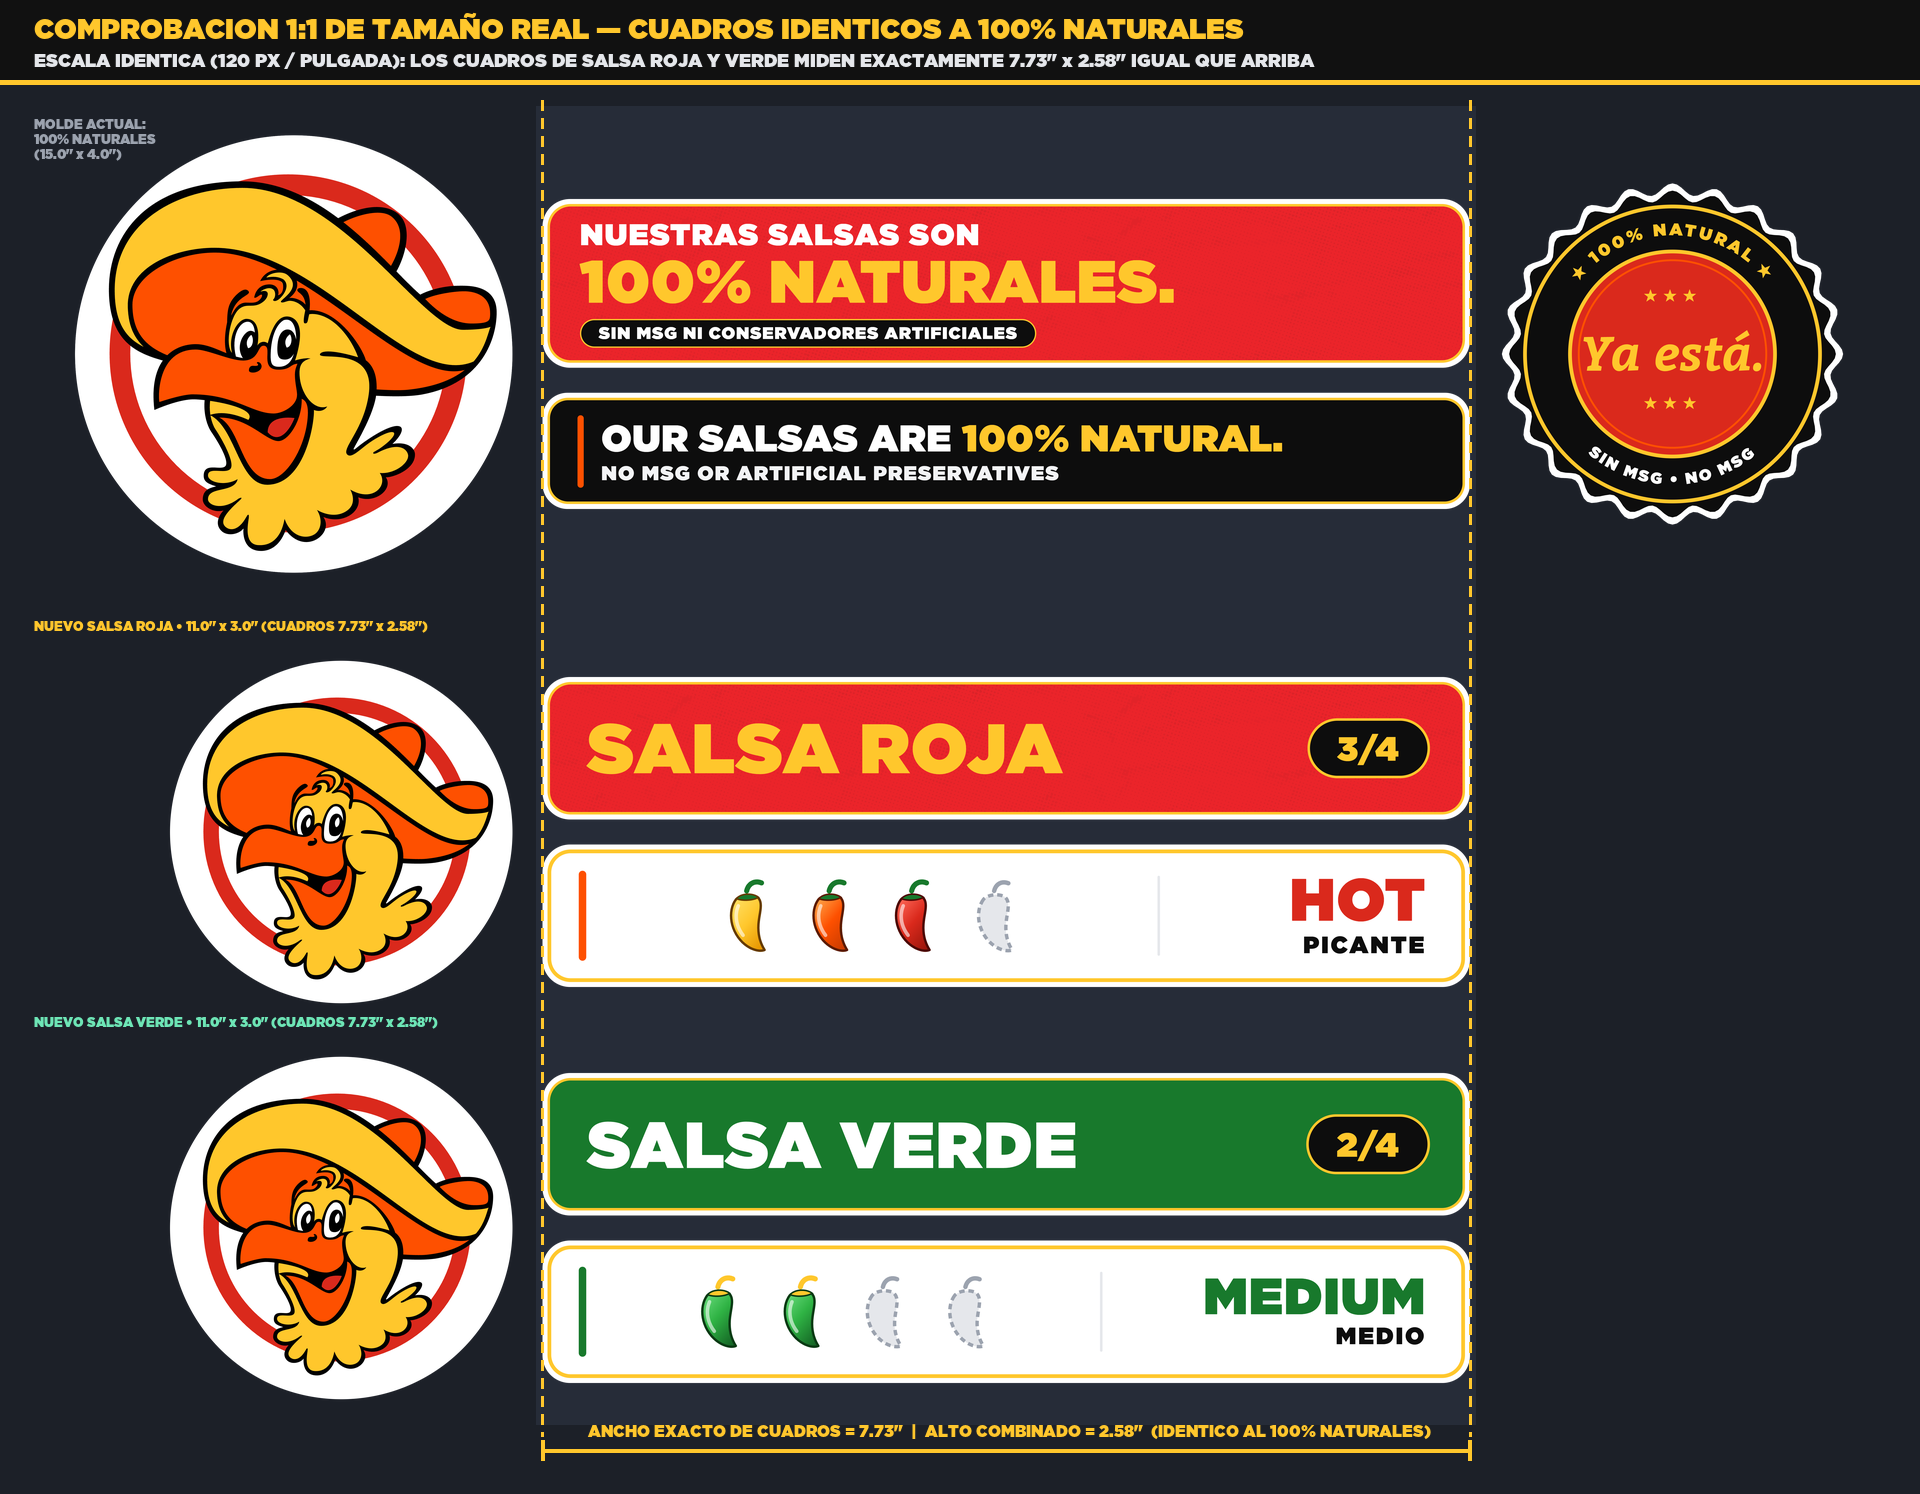 COMPROBACION 1:1 DE TAMAÑO REAL — CUADROS IDENTICOS A 100% NATURALES
ESCALA IDENTICA (120 PX / PULGADA): LOS CUADROS DE SALSA ROJA Y VERDE MIDEN EXACTAMENTE 7.73" x 2.58" IGUAL QUE ARRIBA
MOLDE ACTUAL:
100% NATURALES
(15.0" x 4.0")
NUESTRAS SALSAS SON
100% NATURALES.
SIN MSG NI CONSERVADORES ARTIFICIALES
OUR SALSAS ARE 100% NATURAL.
NO MSG OR ARTIFICIAL PRESERVATIVES
★ 100% NATURAL ★
★ ★ ★
Ya está.
★ ★ ★
SIN MSG • NO MSG
NUEVO SALSA ROJA • 11.0" x 3.0" (CUADROS 7.73" x 2.58")
SALSA ROJA
3/4
HOT
PICANTE
NUEVO SALSA VERDE • 11.0" x 3.0" (CUADROS 7.73" x 2.58")
SALSA VERDE
2/4
MEDIUM
MEDIO
ANCHO EXACTO DE CUADROS = 7.73" | ALTO COMBINADO = 2.58" (IDENTICO AL 100% NATURALES)